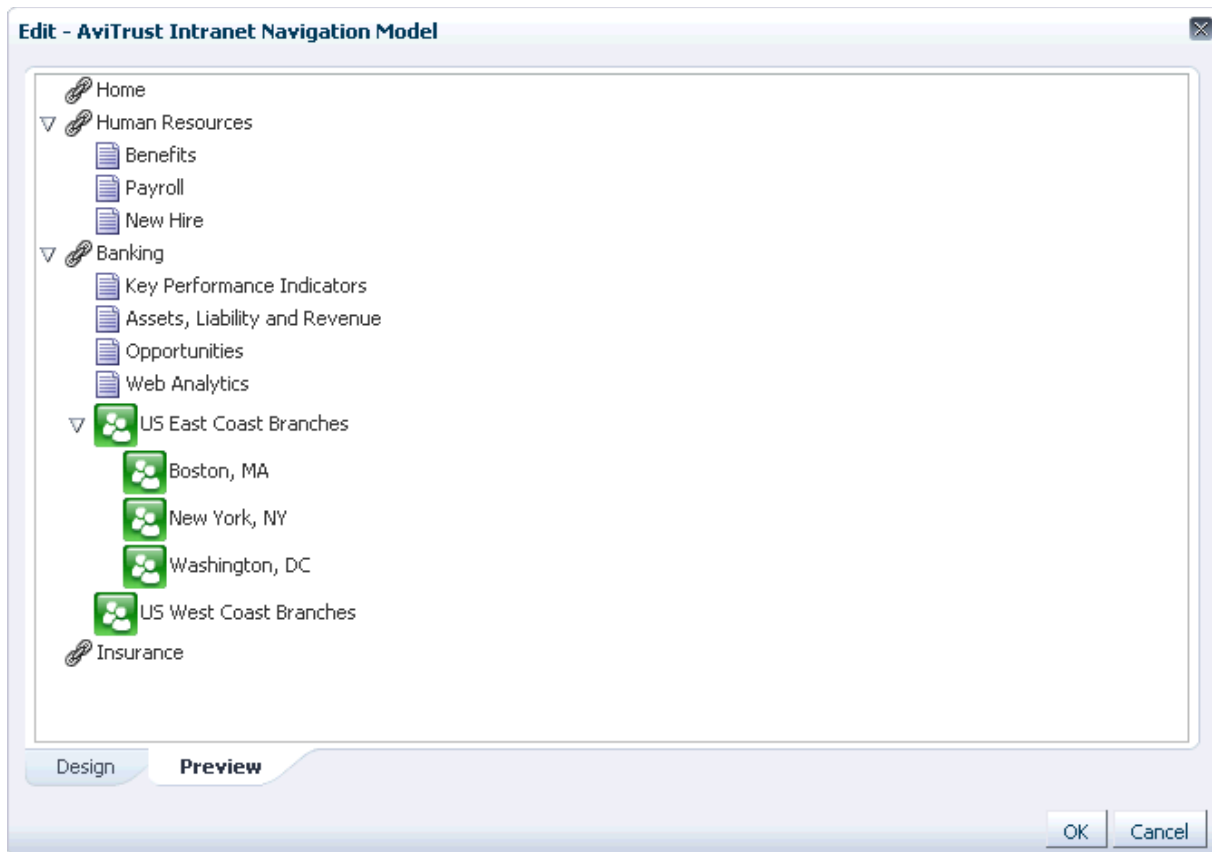 Edit - AviTrust Intranet Navigation Model
Home
Human Resources
Benefits
Payroll
New Hire
Banking
Key Performance Indicators
Assets, Liability and Revenue
Opportunities
Web Analytics
US East Coast Branches
Boston, MA
New York, NY
Washington, DC
US West Coast Branches
Insurance
Design Preview
OK Cancel